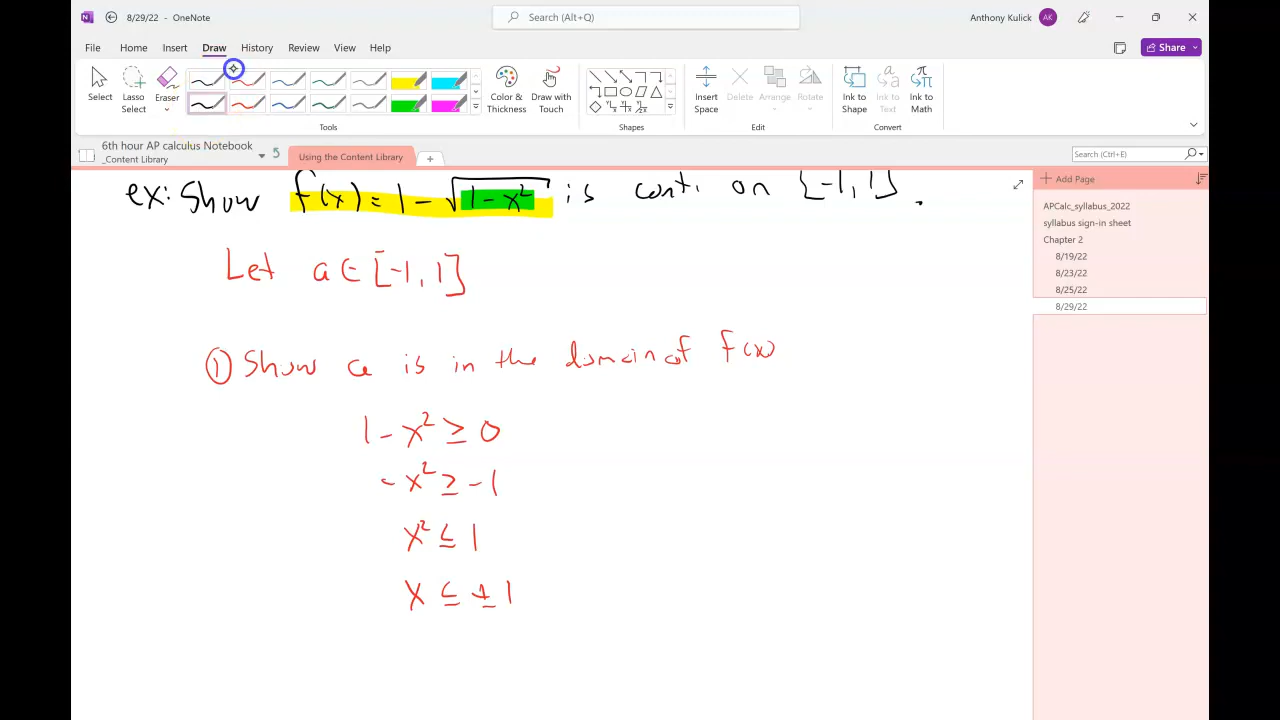 8/29/22 - OneNote
Search (Alt+Q)
Anthony Kulick
AK
File Home Insert Draw History Review View Help
Share
Select
Lasso Select
Eraser
Color & Thickness
Draw with Touch
Insert Space
Delete
Arrange
Rotate
Ink to Shape
Ink to Text
Ink to Math
Tools
Shapes
Edit
Convert
6th hour AP calculus Notebook
_Content Library
Using the Content Library
Search (Ctrl+E)
Add Page
APCalc_syllabus_2022
syllabus sign-in sheet
Chapter 2
8/19/22
8/23/22
8/25/22
8/29/22
ex: Show f(x) = 1 - √(1 - x²) is conti. on [-1, 1].
Let a ∈ [-1, 1]
① Show a is in the domain of f(x)
1 - x² ≥ 0
- x² ≥ -1
x² ≤ 1
x ≤ ± 1